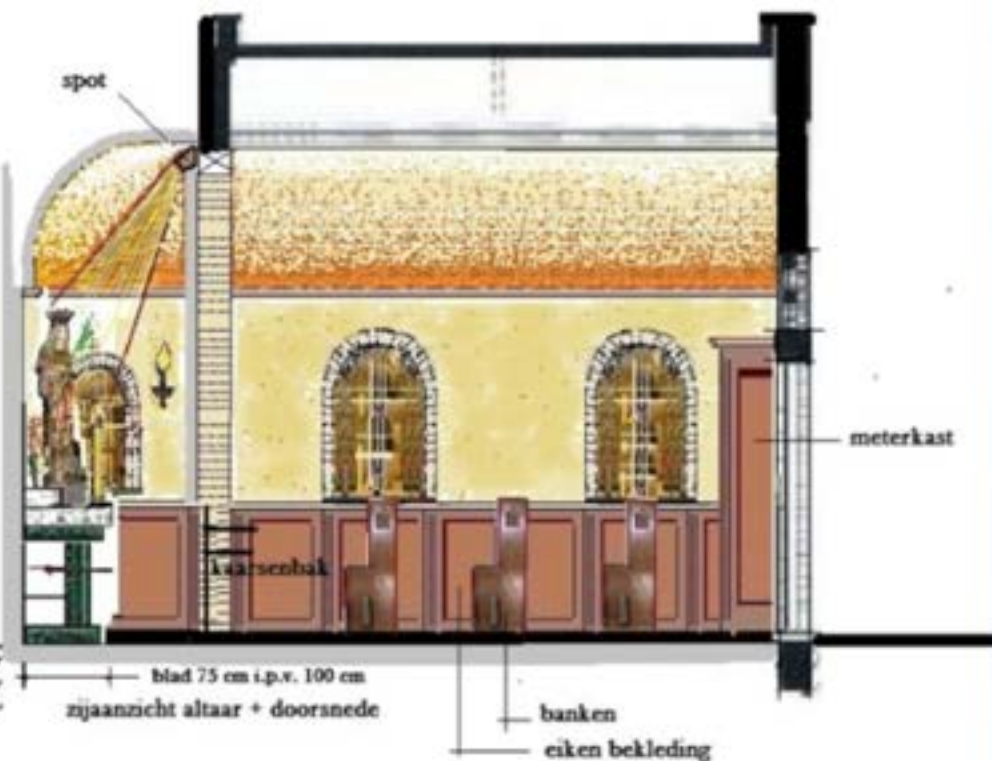 spot
meterkast
kaarsenbak
blad 75 cm i.p.v. 100 cm
zijaanzicht altaar + doorsnede
banken
eiken bekleding